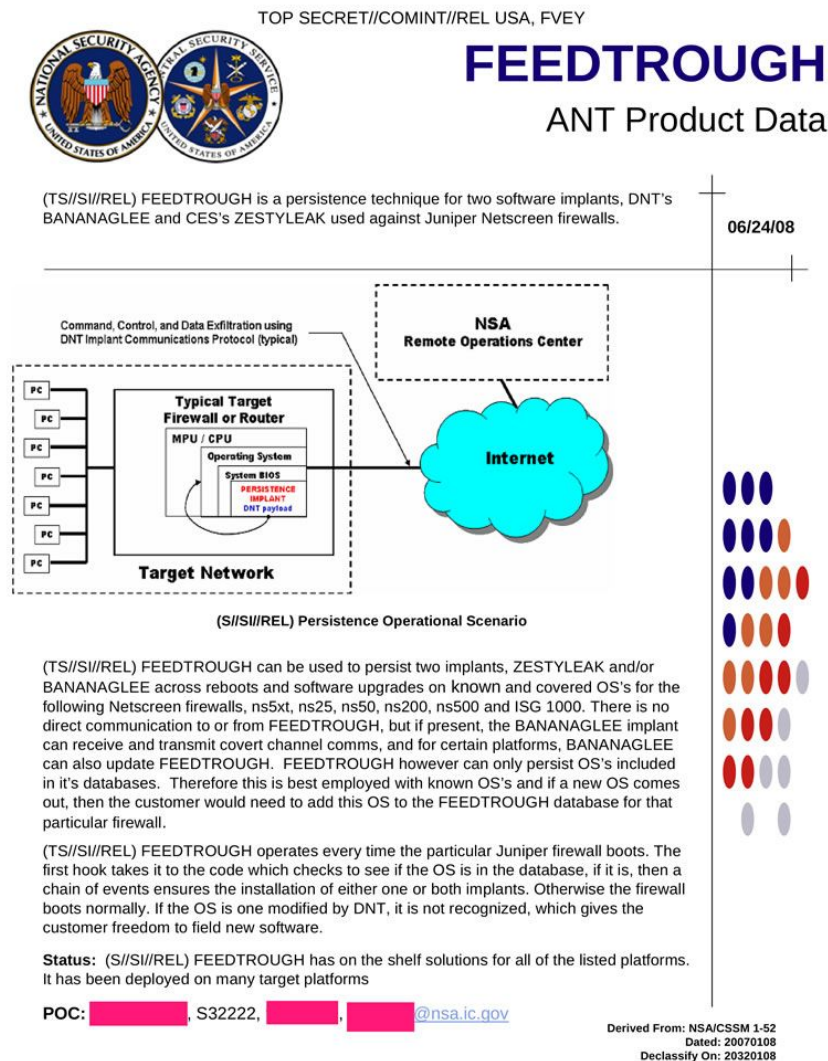 TOP SECRET//COMINT//REL USA, FVEY
NATIONAL SECURITY AGENCY
UNITED STATES OF AMERICA
CENTRAL SECURITY SERVICE
UNITED STATES OF AMERICA
FEEDTROUGH
ANT Product Data
(TS//SI//REL) FEEDTROUGH is a persistence technique for two software implants, DNT's
BANANAGLEE and CES's ZESTYLEAK used against Juniper Netscreen firewalls.
06/24/08
Command, Control, and Data Exfiltration using
DNT Implant Communications Protocol (typical)
NSA
Remote Operations Center
PC
PC
PC
PC
PC
PC
PC
Typical Target
Firewall or Router
MPU / CPU
Operating System
System BIOS
PERSISTENCE
IMPLANT
DNT payload
Internet
Target Network
(S//SI//REL) Persistence Operational Scenario
(TS//SI//REL) FEEDTROUGH can be used to persist two implants, ZESTYLEAK and/or
BANANAGLEE across reboots and software upgrades on known and covered OS's for the
following Netscreen firewalls, ns5xt, ns25, ns50, ns200, ns500 and ISG 1000. There is no
direct communication to or from FEEDTROUGH, but if present, the BANANAGLEE implant
can receive and transmit covert channel comms, and for certain platforms, BANANAGLEE
can also update FEEDTROUGH. FEEDTROUGH however can only persist OS's included
in it's databases. Therefore this is best employed with known OS's and if a new OS comes
out, then the customer would need to add this OS to the FEEDTROUGH database for that
particular firewall.
(TS//SI//REL) FEEDTROUGH operates every time the particular Juniper firewall boots. The
first hook takes it to the code which checks to see if the OS is in the database, if it is, then a
chain of events ensures the installation of either one or both implants. Otherwise the firewall
boots normally. If the OS is one modified by DNT, it is not recognized, which gives the
customer freedom to field new software.
Status: (S//SI//REL) FEEDTROUGH has on the shelf solutions for all of the listed platforms.
It has been deployed on many target platforms
POC: , S32222, , @nsa.ic.gov
Derived From: NSA/CSSM 1-52
Dated: 20070108
Declassify On: 20320108